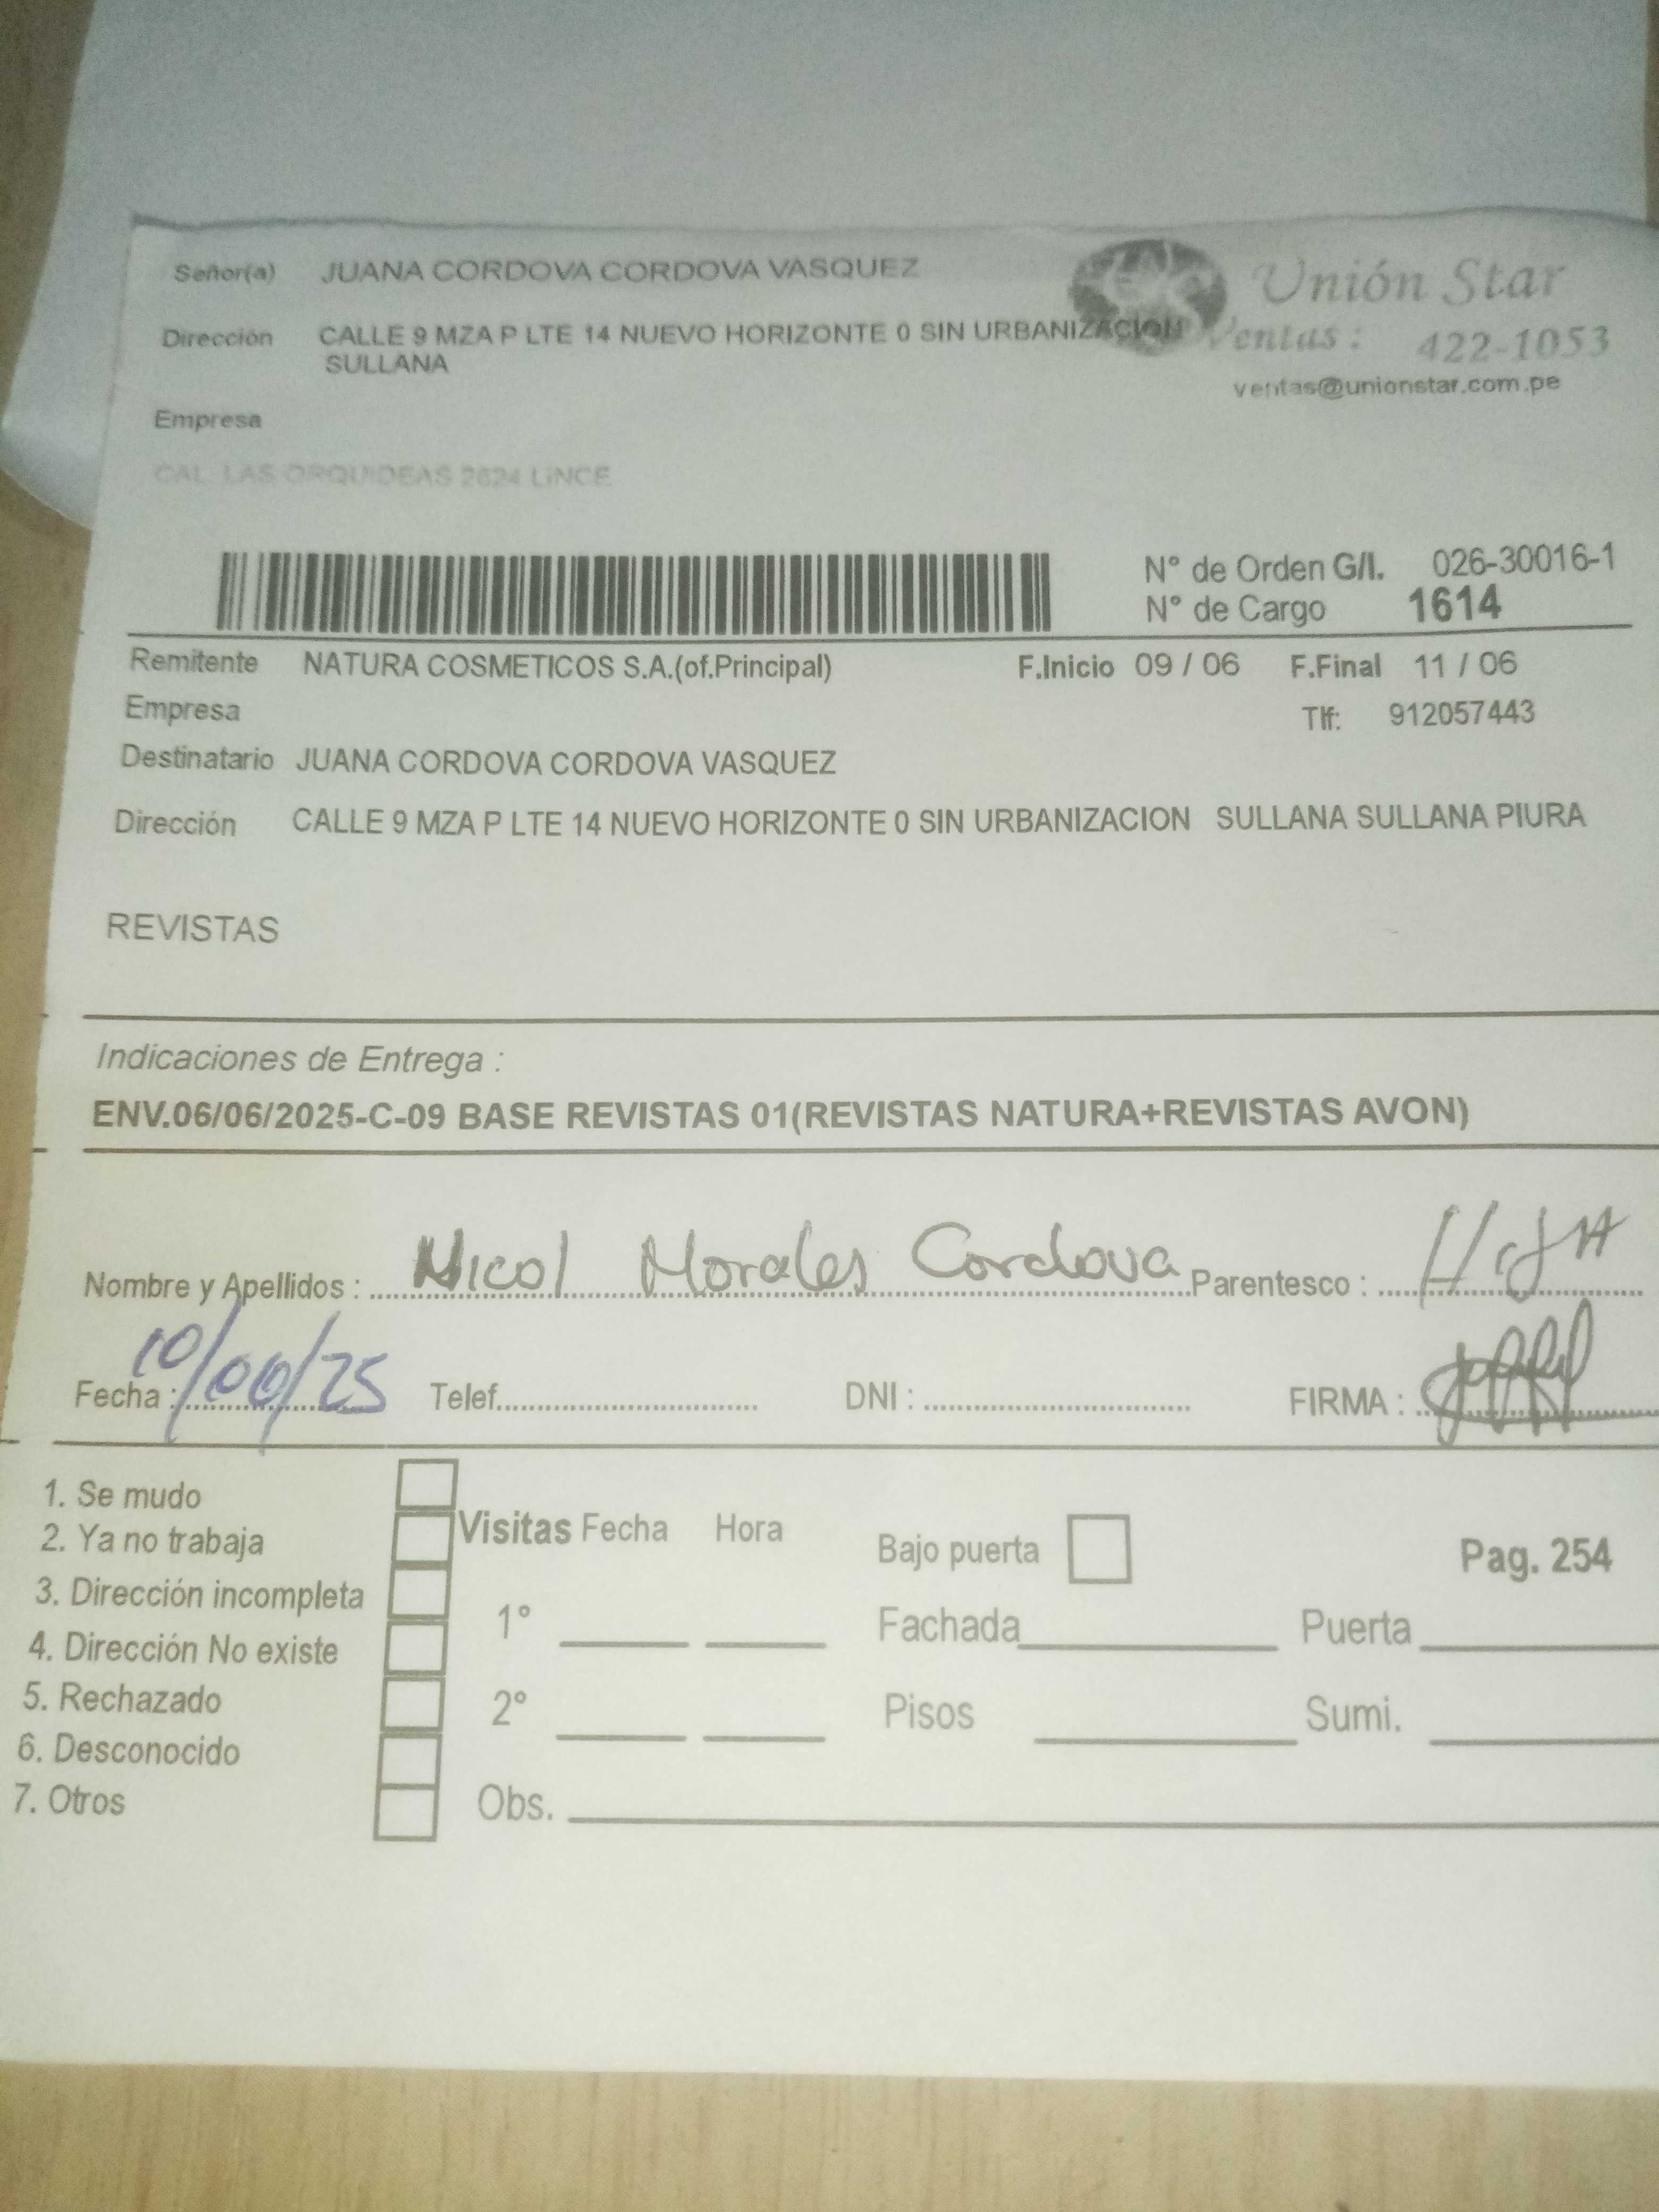 Señor(a) JUANA CORDOVA CORDOVA VASQUEZ
Unión Star
Dirección CALLE 9 MZA P LTE 14 NUEVO HORIZONTE 0 SIN URBANIZACION
SULLANA
Ventas : 422-1053
ventas@unionstar.com.pe
Empresa
CAL. LAS ORQUIDEAS 2624 LINCE
N° de Orden G/I. 026-30016-1
N° de Cargo 1614
Remitente NATURA COSMETICOS S.A.(of.Principal) F.Inicio 09 / 06 F.Final 11 / 06
Empresa Tlf: 912057443
Destinatario JUANA CORDOVA CORDOVA VASQUEZ
Dirección CALLE 9 MZA P LTE 14 NUEVO HORIZONTE 0 SIN URBANIZACION SULLANA SULLANA PIURA
REVISTAS
Indicaciones de Entrega :
ENV.06/06/2025-C-09 BASE REVISTAS 01(REVISTAS NATURA+REVISTAS AVON)
Nombre y Apellidos : Nicol Morales Cordova Parentesco : HiJA
Fecha : 10/06/25 Telef. DNI : FIRMA :
1. Se mudo
2. Ya no trabaja
3. Dirección incompleta
4. Dirección No existe
5. Rechazado
6. Desconocido
7. Otros
Visitas Fecha Hora
1°
2°
Obs.
Bajo puerta
Pag. 254
Fachada Puerta
Pisos Sumi.